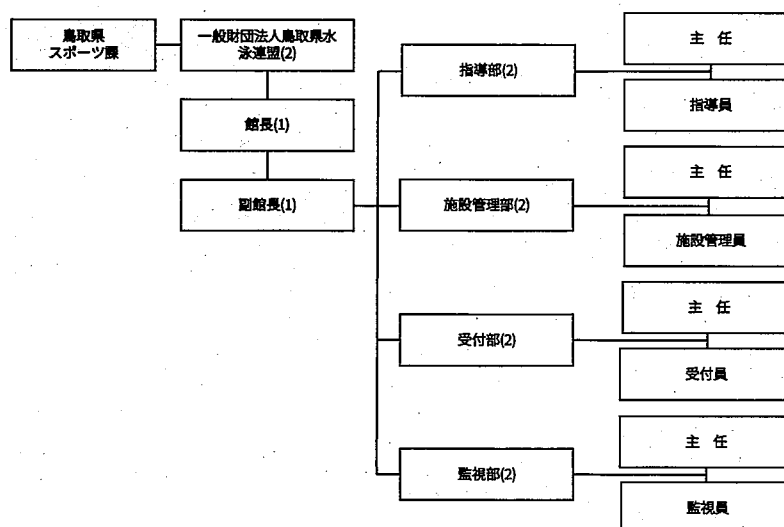 鳥取県
スポーツ課
一般財団法人鳥取県水
泳連盟(2)
館長(1)
副館長(1)
指導部(2)
主　任
指導員
施設管理部(2)
主　任
施設管理員
受付部(2)
主　任
受付員
監視部(2)
主　任
監視員